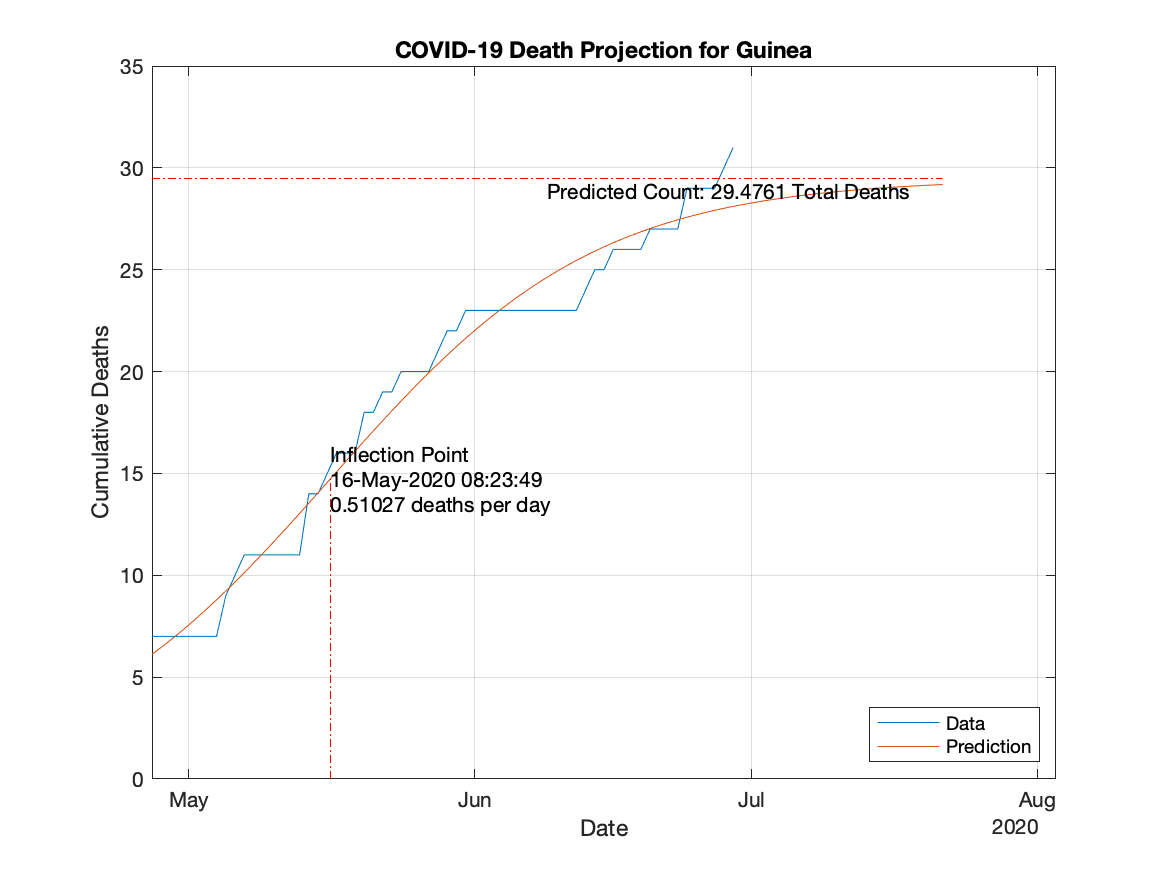 COVID-19 Death Projection for Guinea
35
30
25
20
15
10
5
0
Cumulative Deaths
Predicted Count: 29.4761 Total Deaths
Inflection Point
16-May-2020 08:23:49
0.51027 deaths per day
Data
Prediction
May
Jun
Jul
Aug
Date
2020